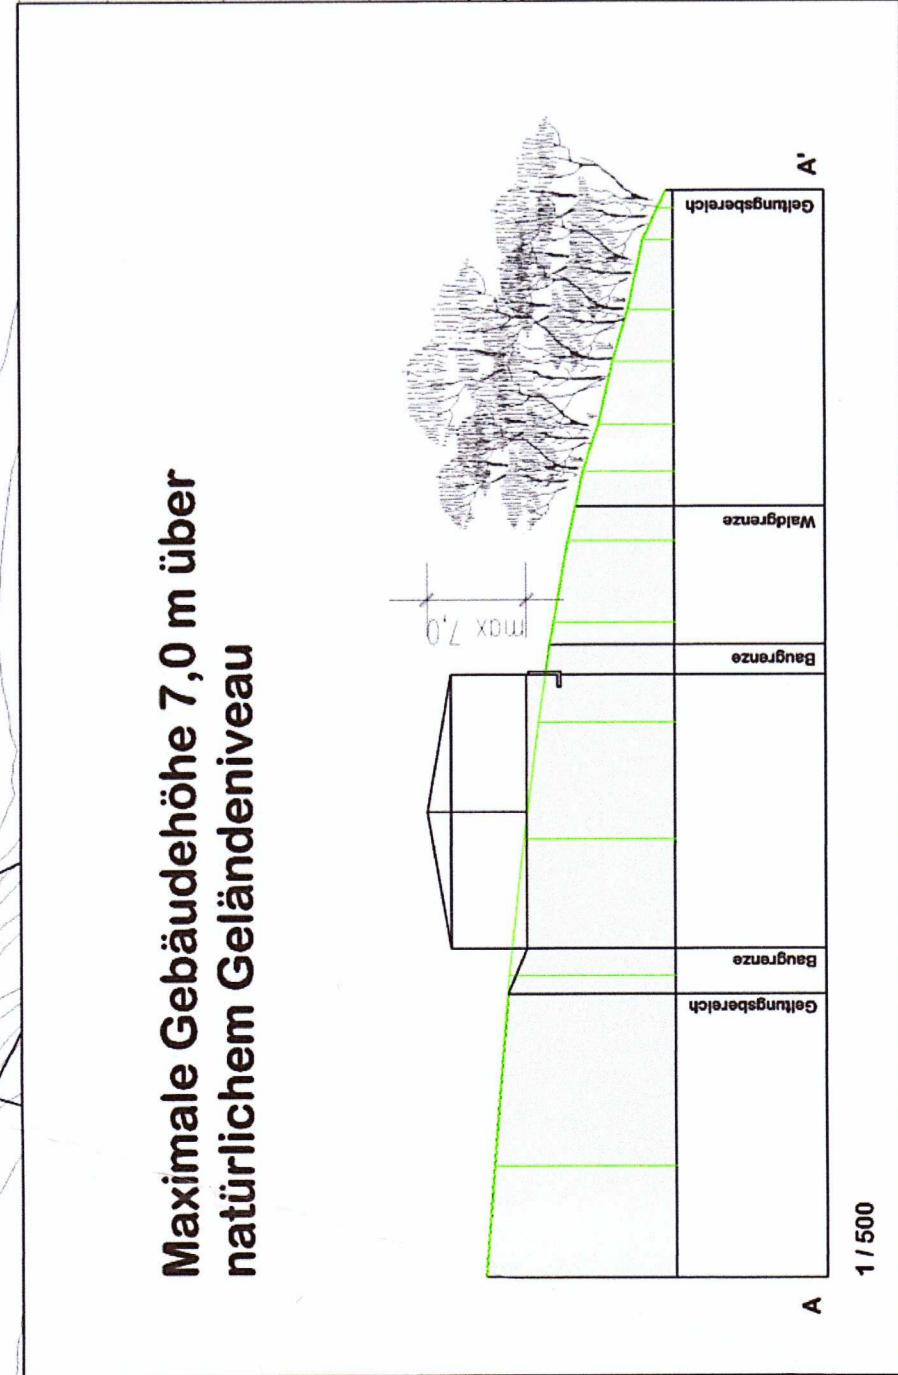 Maximale Gebäudehöhe 7,0 m über
natürlichem Geländeniveau
max 7,0
Geltungsbereich
Baugrenze
Baugrenze
Waldgrenze
Geltungsbereich
A
A'
1 / 500